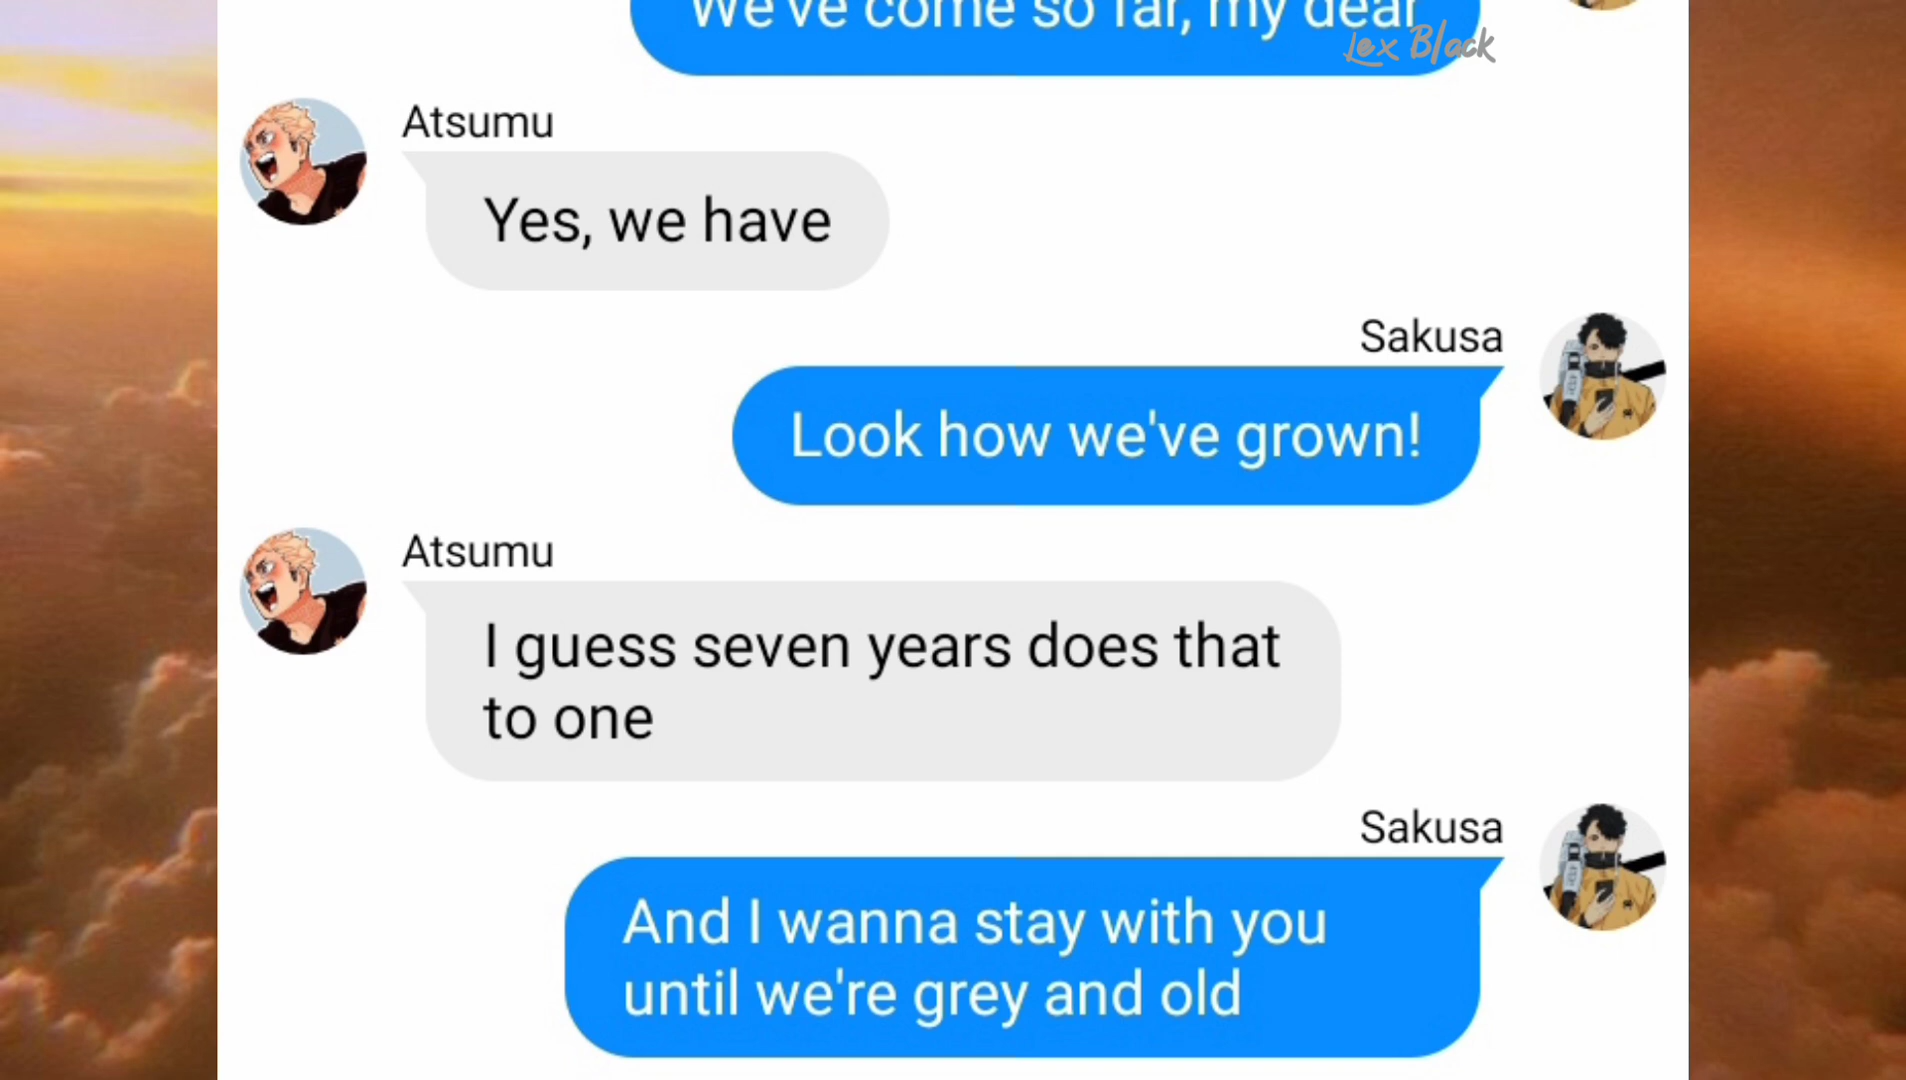 We've come so far, my dear
Lex Black
Atsumu
Yes, we have
Sakusa
Look how we've grown!
Atsumu
I guess seven years does that
to one
Sakusa
And I wanna stay with you
until we're grey and old